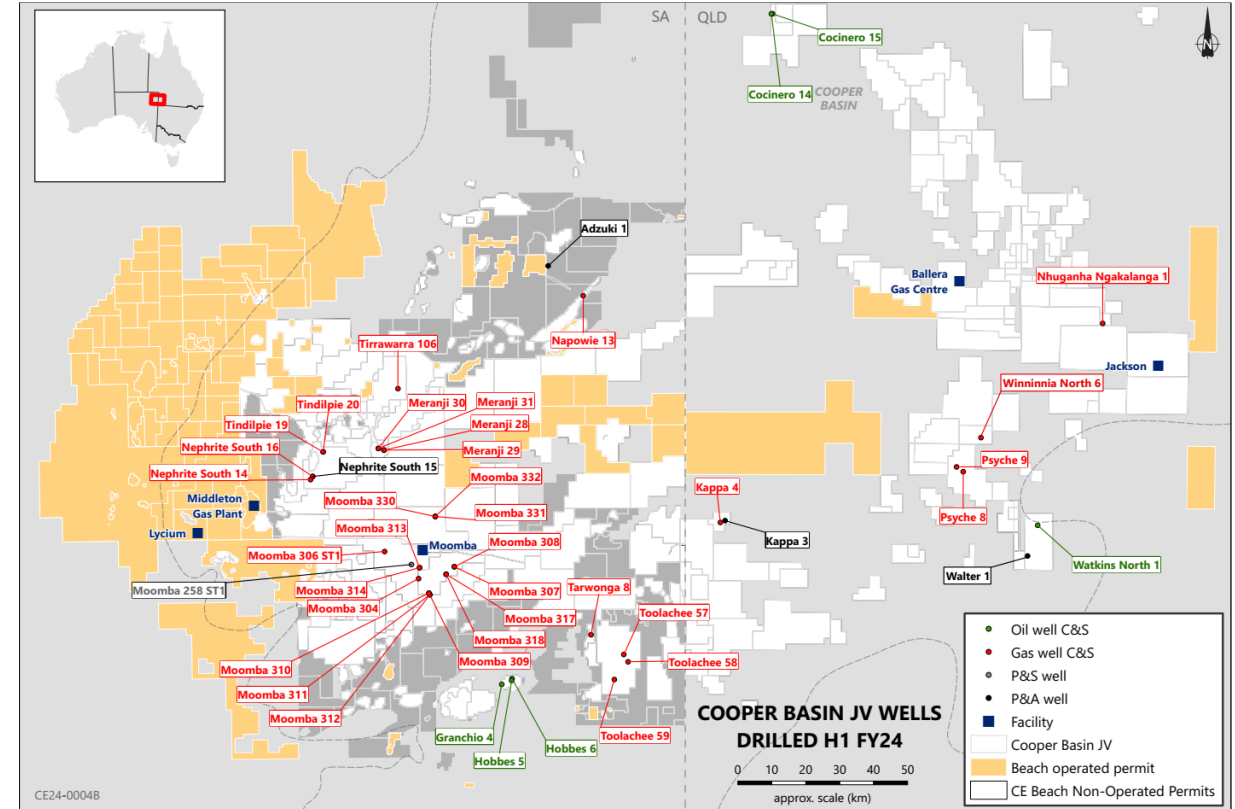 SA
QLD
N
Cocinero 15
Cocinero 14
COOPER
BASIN
Adzuki 1
Ballera
Gas Centre
Nhuganha Ngakalanga 1
Napowie 13
Tirrawarra 106
Jackson
Winninnia North 6
Tindilpie 20
Meranji 30
Meranji 31
Tindilpie 19
Meranji 28
Nephrite South 16
Meranji 29
Psyche 9
Nephrite South 15
Nephrite South 14
Moomba 332
Kappa 4
Middleton
Gas Plant
Moomba 330
Moomba 331
Psyche 8
Moomba 313
Lycium
Moomba
Moomba 308
Kappa 3
Moomba 306 ST1
Watkins North 1
Walter 1
Moomba 258 ST1
Moomba 314
Moomba 307
Tarwonga 8
Moomba 304
Moomba 317
Toolachee 57
Moomba 318
Moomba 310
Moomba 309
Toolachee 58
Moomba 311
Moomba 312
Granchio 4
Hobbes 6
Hobbes 5
Toolachee 59
COOPER BASIN JV WELLS
DRILLED H1 FY24
0 10 20 30 40 50
approx. scale (km)
Oil well C&S
Gas well C&S
P&S well
P&A well
Facility
Cooper Basin JV
Beach operated permit
CE Beach Non-Operated Permits
CE24-0004B